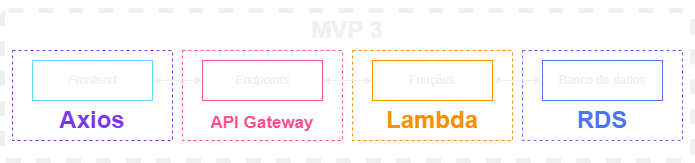 MVP 3
Frontend
Endpoints
Funções
Banco de dados
Axios
API Gateway
Lambda
RDS